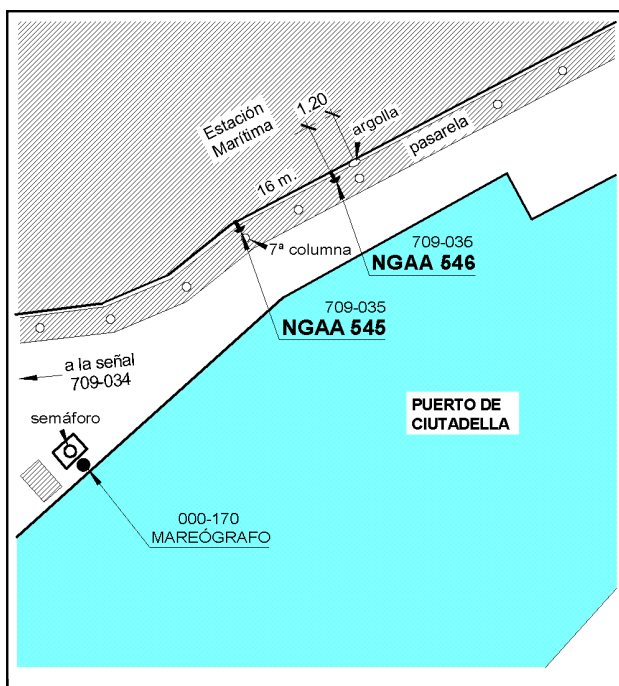 Estación
Marítima
1.20
argolla
pasarela
16 m.
7ª columna
709-036
NGAA 546
709-035
NGAA 545
a la señal
709-034
PUERTO DE
CIUTADELLA
semáforo
000-170
MAREÓGRAFO